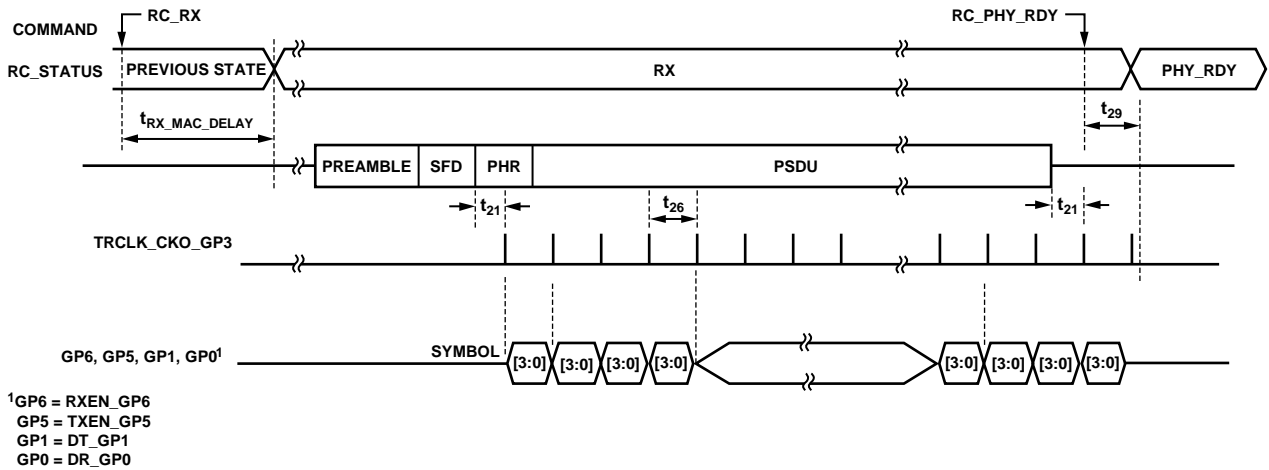 RC_RX
RC_PHY_RDY
COMMAND
RC_STATUS
PREVIOUS STATE
RX
PHY_RDY
tRX_MAC_DELAY
t29
PREAMBLE
SFD
PHR
PSDU
t21
t26
t21
TRCLK_CKO_GP3
GP6, GP5, GP1, GP0¹
SYMBOL
[3:0]
[3:0]
[3:0]
[3:0]
[3:0]
[3:0]
[3:0]
[3:0]
¹GP6 = RXEN_GP6
GP5 = TXEN_GP5
GP1 = DT_GP1
GP0 = DR_GP0